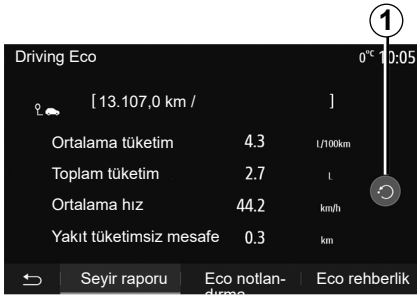 1
Driving Eco 0°C 10:05
[ 13.107,0 km / ]
Ortalama tüketim 4.3 L/100km
Toplam tüketim 2.7 L
Ortalama hız 44.2 km/h
Yakıt tüketimsiz mesafe 0.3 km
Seyir raporu Eco notlan- Eco rehberlik
dırma